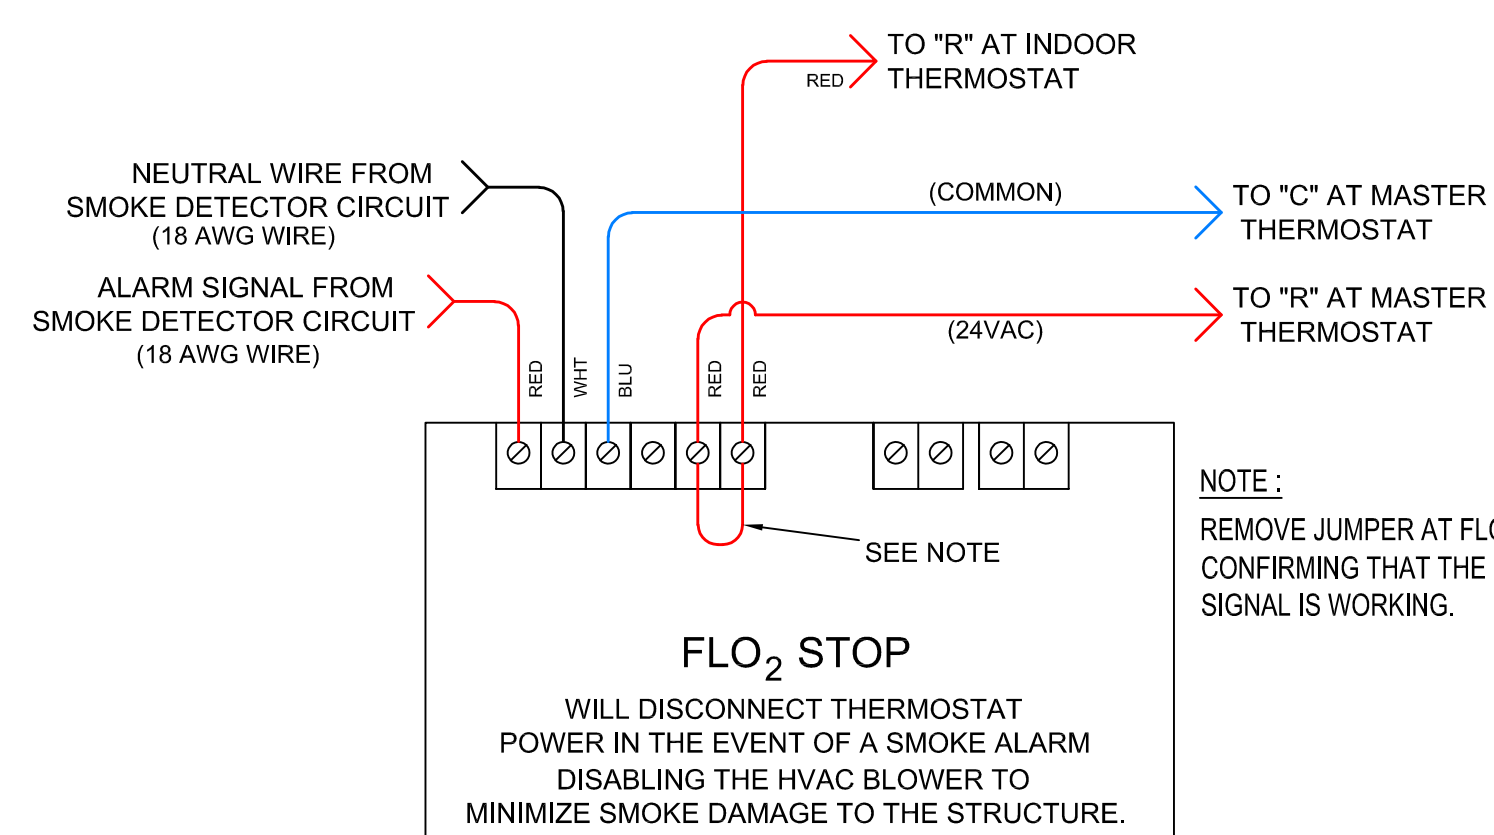 TO "R" AT INDOOR
THERMOSTAT
RED
NEUTRAL WIRE FROM
SMOKE DETECTOR CIRCUIT
(18 AWG WIRE)
(COMMON)
TO "C" AT MASTER
THERMOSTAT
ALARM SIGNAL FROM
SMOKE DETECTOR CIRCUIT
(18 AWG WIRE)
TO "R" AT MASTER
THERMOSTAT
(24VAC)
RED
WHT
BLU
RED
RED
SEE NOTE
NOTE :
REMOVE JUMPER AT
CONFIRMING THAT THE
SIGNAL IS WORKING.
FLO₂ STOP
WILL DISCONNECT THERMOSTAT
POWER IN THE EVENT OF A SMOKE ALARM
DISABLING THE HVAC BLOWER TO
MINIMIZE SMOKE DAMAGE TO THE STRUCTURE.